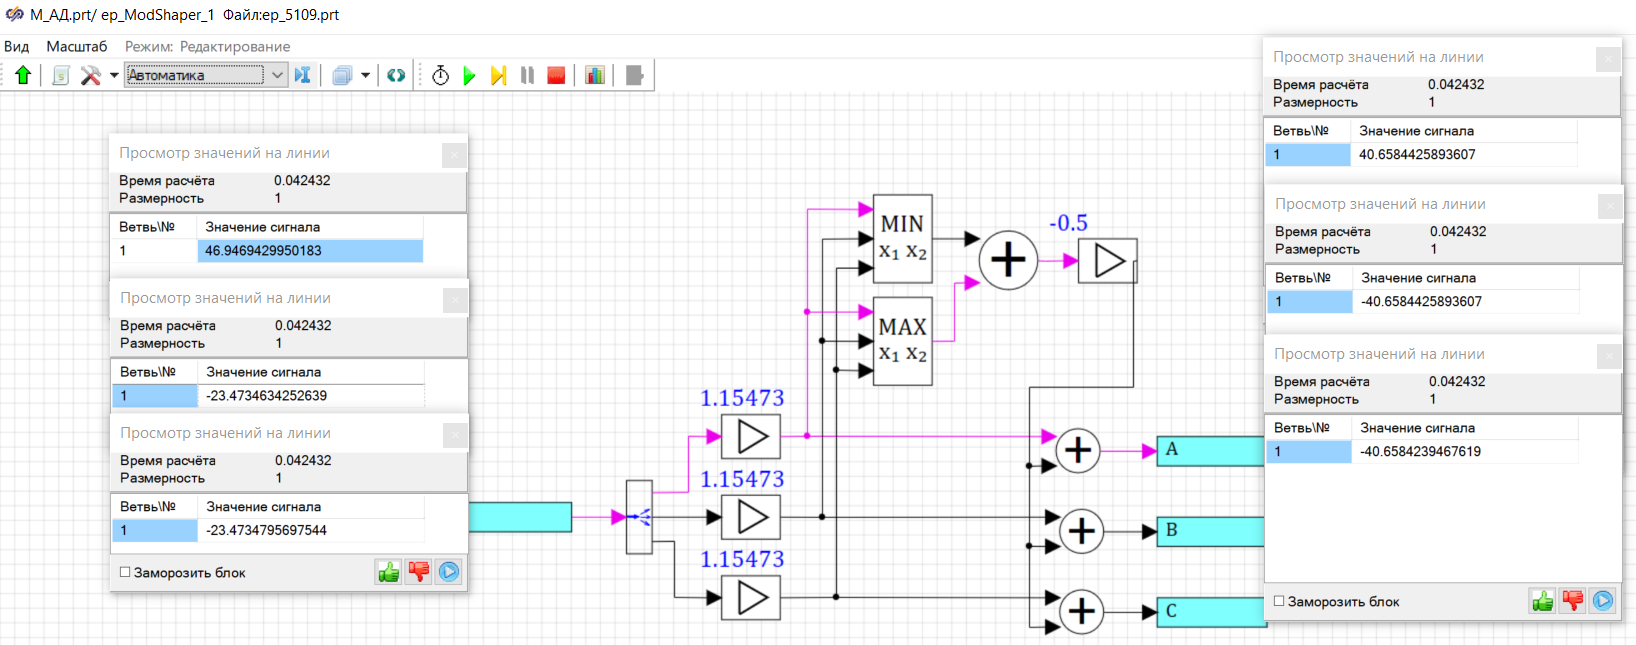 М_АД.prt/ ep_ModShaper_1 Файл:ep_5109.prt
Вид Масштаб Режим: Редактирование
Автоматика
Просмотр значений на линии
Время расчёта 0.042432
Размерность 1
Ветвь\№ Значение сигнала
1 46.9469429950183
Просмотр значений на линии
Время расчёта 0.042432
Размерность 1
Ветвь\№ Значение сигнала
1 -23.4734634252639
Просмотр значений на линии
Время расчёта 0.042432
Размерность 1
Ветвь\№ Значение сигнала
1 -23.4734795697544
Заморозить блок
MIN
x₁ x₂
MAX
x₁ x₂
-0.5
1.15473
1.15473
1.15473
A
B
C
Просмотр значений на линии
Время расчёта 0.042432
Размерность 1
Ветвь\№ Значение сигнала
1 40.6584425893607
Просмотр значений на линии
Время расчёта 0.042432
Размерность 1
Ветвь\№ Значение сигнала
1 -40.6584425893607
Просмотр значений на линии
Время расчёта 0.042432
Размерность 1
Ветвь\№ Значение сигнала
1 -40.6584239467619
Заморозить блок